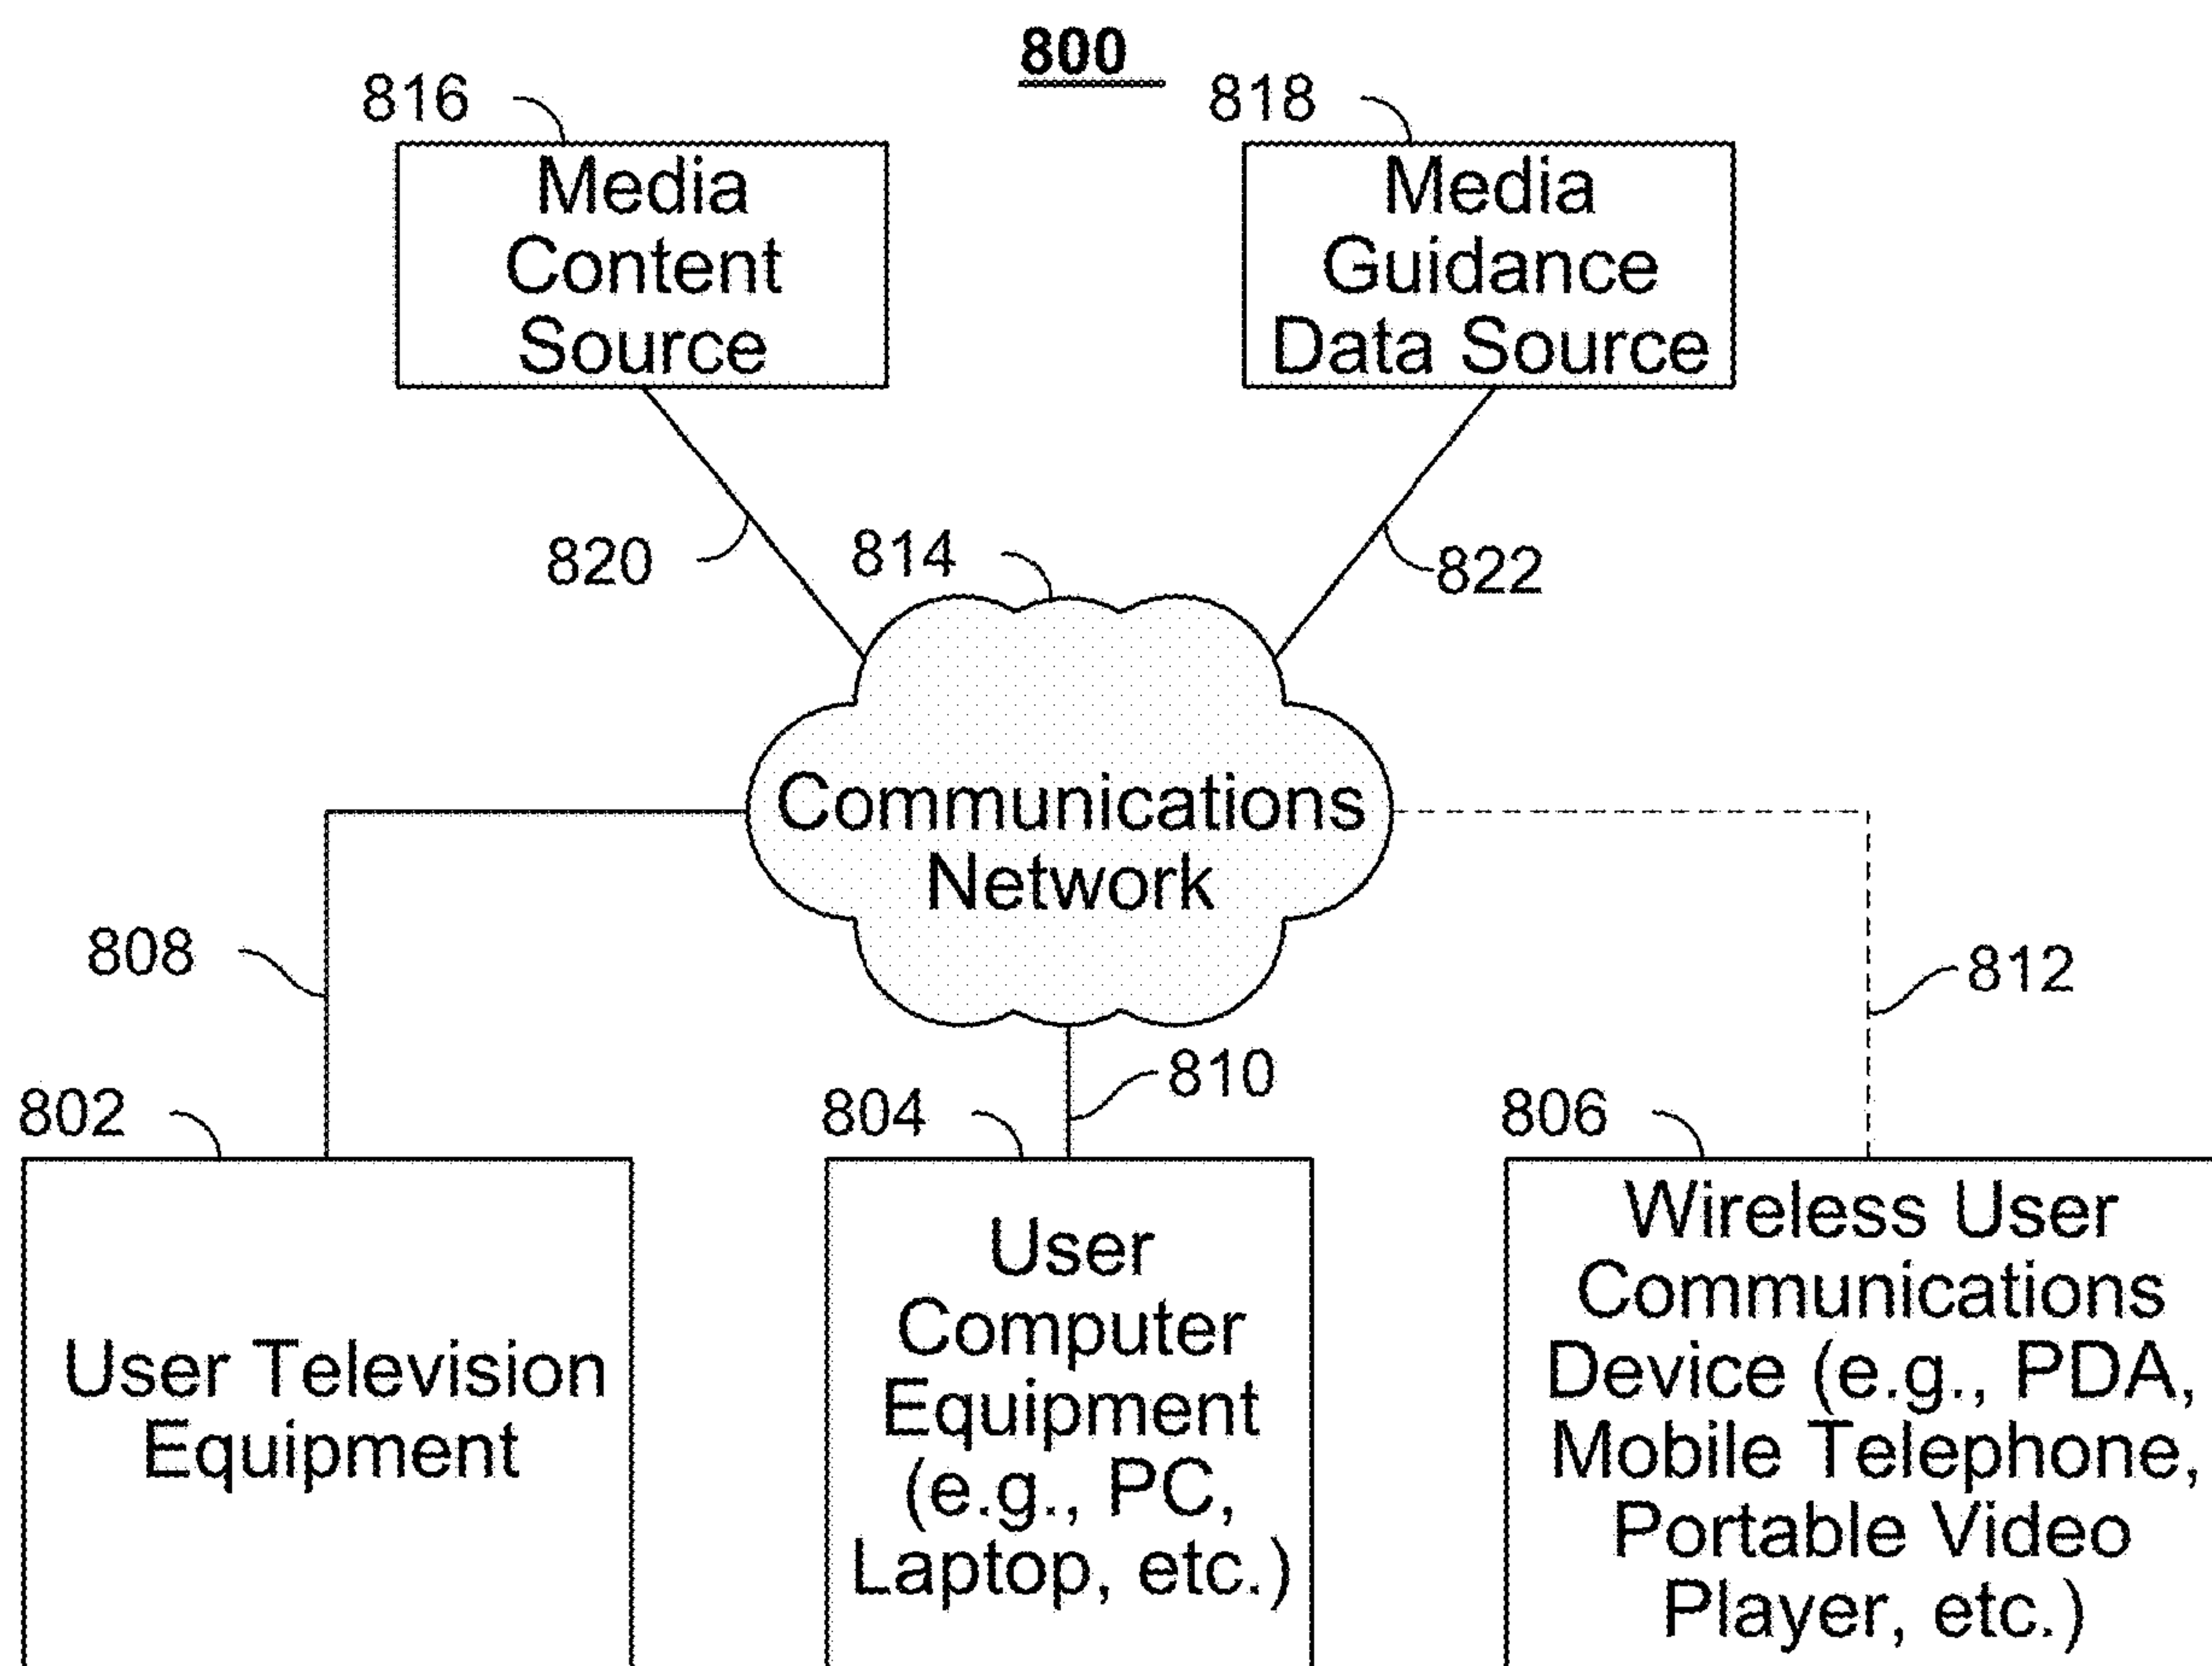 800
816
818
Media
Content
Source
Media
Guidance
Data Source
820
814
822
Communications
Network
808
812
810
802
804
806
User Television
Equipment
User
Computer
Equipment
(e.g., PC,
Laptop, etc.)
Wireless User
Communications
Device (e.g., PDA,
Mobile Telephone,
Portable Video
Player, etc.)